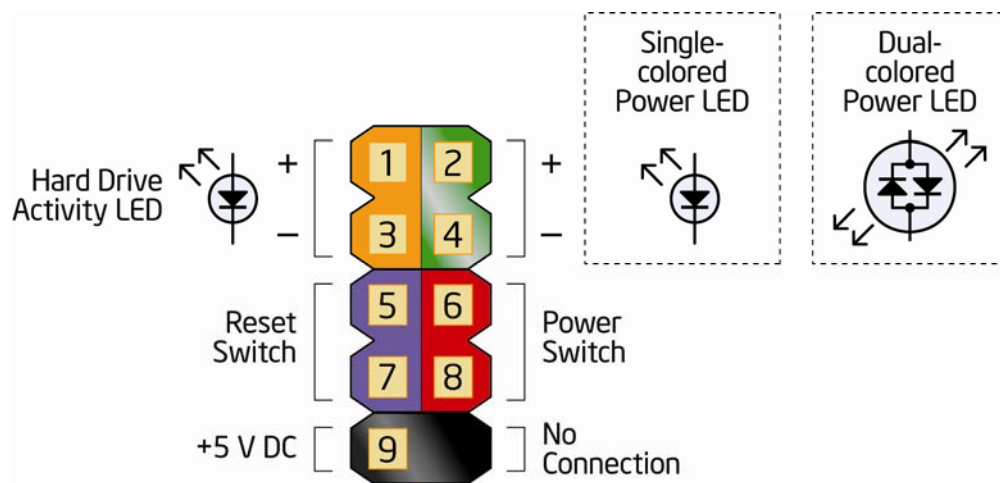 Single-
colored
Power LED
Dual-
colored
Power LED
Hard Drive
Activity LED
+
−
1
2
3
4
+
−
Reset
Switch
5
6
7
8
Power
Switch
+5 V DC
9
No
Connection